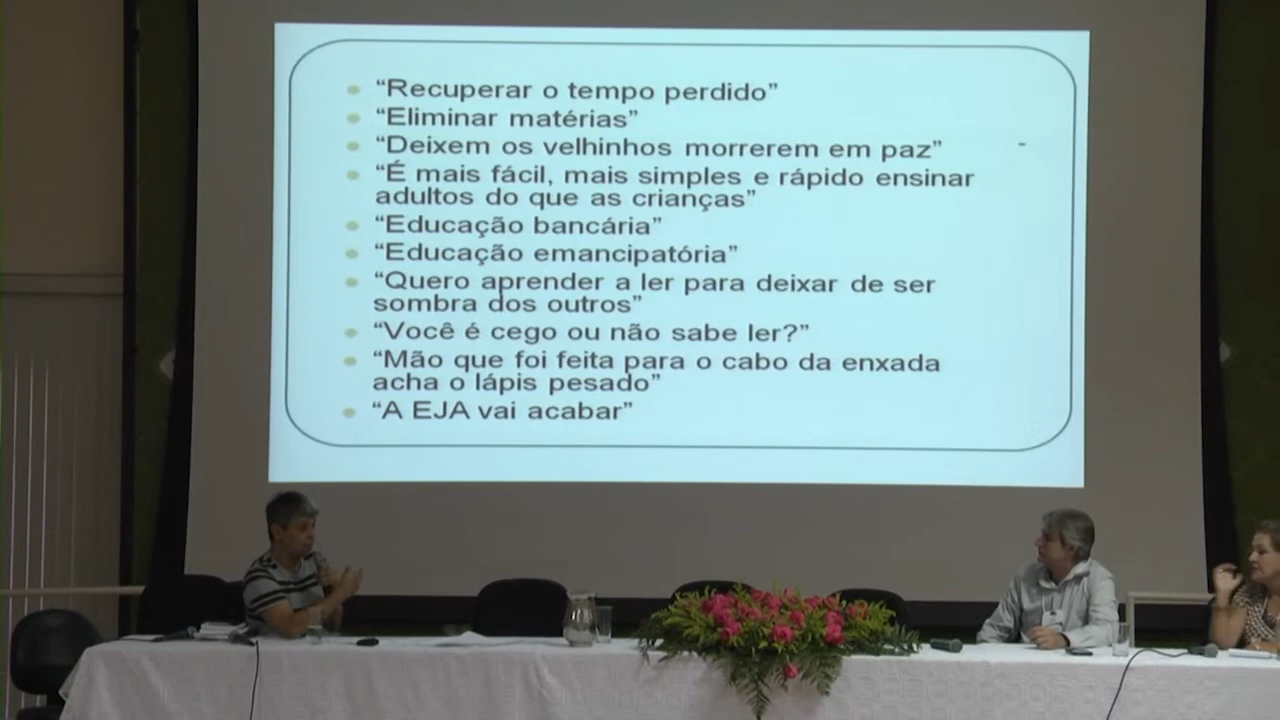 “Recuperar o tempo perdido”
“Eliminar matérias”
“Deixem os velhinhos morrerem em paz”
“É mais fácil, mais simples e rápido ensinar
adultos do que as crianças”
“Educação bancária”
“Educação emancipatória”
“Quero aprender a ler para deixar de ser
sombra dos outros”
“Você é cego ou não sabe ler?”
“Mão que foi feita para o cabo da enxada
acha o lápis pesado”
“A EJA vai acabar”